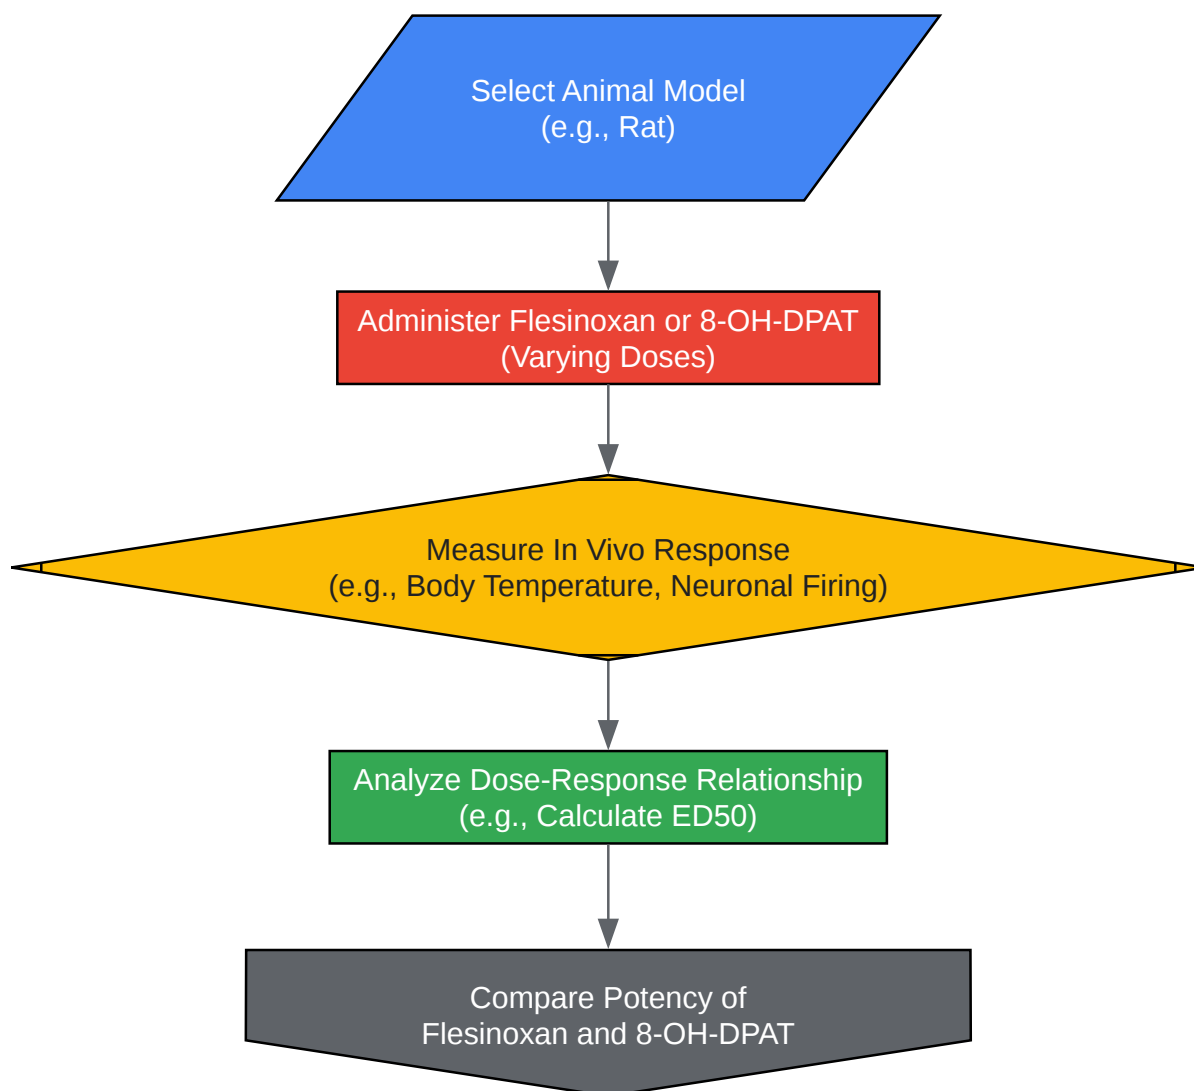 Select Animal Model
(e.g., Rat)
Administer Flesinoxan or 8-OH-DPAT
(Varying Doses)
Measure In Vivo Response
(e.g., Body Temperature, Neuronal Firing)
Analyze Dose-Response Relationship
(e.g., Calculate ED50)
Compare Potency of
Flesinoxan and 8-OH-DPAT